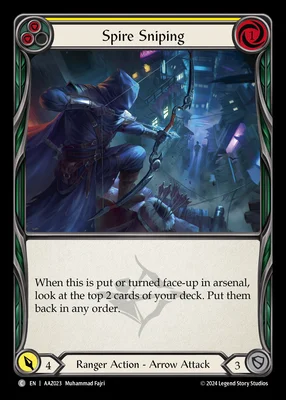 Spire Sniping
When this is put or turned face-up in arsenal,
look at the top 2 cards of your deck. Put them
back in any order.
4
Ranger Action - Arrow Attack
3
C EN | AAZ023 Muhammad Fajri
© 2024 Legend Story Studios